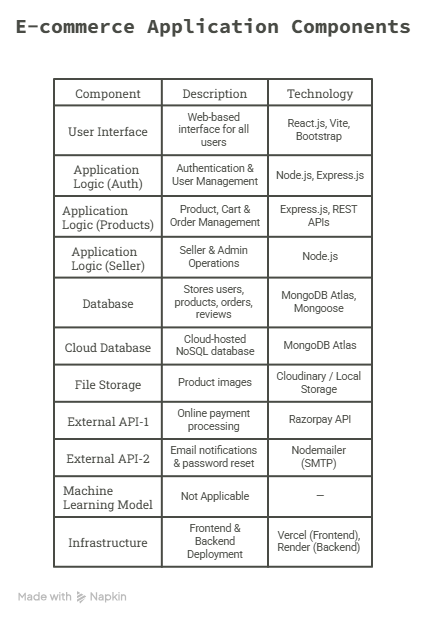 E-commerce Application Components
Component Description Technology
User Interface
Web-based
interface for all
users
React.js, Vite,
Bootstrap
Application
Logic (Auth)
Authentication &
User Management
Node.js, Express.js
Application
Logic (Products)
Product, Cart &
Order Management
Express.js, REST
APIs
Application
Logic (Seller)
Seller & Admin
Operations
Node.js
Database
Stores users,
products, orders,
reviews
MongoDB Atlas,
Mongoose
Cloud Database
Cloud-hosted
NoSQL database
MongoDB Atlas
File Storage
Product images
Cloudinary / Local
Storage
External API-1
Online payment
processing
Razorpay API
External API-2
Email notifications
& password reset
Nodemailer
(SMTP)
Machine
Learning Model
Not Applicable
—
Infrastructure
Frontend &
Backend
Deployment
Vercel (Frontend),
Render (Backend)
Made with Napkin